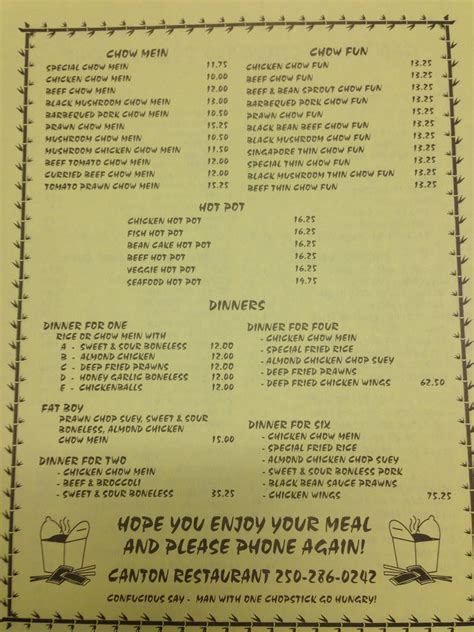 CHOW MEIN
SPECIAL CHOW MEIN 11.75
CHICKEN CHOW MEIN 10.00
BEEF CHOW MEIN 12.00
BLACK MUSHROOM CHOW MEIN 13.00
BARBEQUED PORK CHOW MEIN 10.50
PRAWN CHOW MEIN 15.25
MUSHROOM CHOW MEIN 10.50
MUSHROOM CHICKEN CHOW MEIN 11.50
BEEF TOMATO CHOW MEIN 12.00
CURRIED BEEF CHOW MEIN 12.00
TOMATO PRAWN CHOW MEIN 15.25
CHOW FUN
CHICKEN CHOW FUN 13.25
BEEF CHOW FUN 13.25
BEEF & BEAN SPROUT CHOW FUN 13.25
BARBEQUED PORK CHOW FUN 13.25
PRAWN CHOW FUN 15.25
BLACK BEAN BEEF CHOW FUN 13.25
SINGAPORE THIN CHOW FUN 13.25
SPECIAL THIN CHOW FUN 13.25
BLACK MUSHROOM THIN CHOW FUN 13.25
BEEF THIN CHOW FUN 13.25
HOT POT
CHICKEN HOT POT 16.25
FISH HOT POT 16.25
BEAN CAKE HOT POT 16.25
BEEF HOT POT 16.25
VEGGIE HOT POT 16.25
SEAFOOD HOT POT 19.75
DINNERS
DINNER FOR ONE
RICE OR CHOW MEIN WITH
A - SWEET & SOUR BONELESS 12.00
B - ALMOND CHICKEN 12.00
C - DEEP FRIED PRAWNS 12.00
D - HONEY GARLIC BONELESS 12.00
E - CHICKENBALLS 12.00
FAT BOY
PRAWN CHOP SUEY, SWEET & SOUR
BONELESS, ALMOND CHICKEN
CHOW MEIN 15.00
DINNER FOR TWO
- CHICKEN CHOW MEIN
- BEEF & BROCCOLI
- SWEET & SOUR BONELESS 35.25
DINNER FOR FOUR
- CHICKEN CHOW MEIN
- SPECIAL FRIED RICE
- ALMOND CHICKEN CHOP SUEY
- DEEP FRIED PRAWNS
- DEEP FRIED CHICKEN WINGS 62.50
DINNER FOR SIX
- CHICKEN CHOW MEIN
- SPECIAL FRIED RICE
- ALMOND CHICKEN CHOP SUEY
- SWEET & SOUR BONLESS PORK
- BLACK BEAN SAUCE PRAWNS
- CHICKEN WINGS 75.25
HOPE YOU ENJOY YOUR MEAL
AND PLEASE PHONE AGAIN!
CANTON RESTAURANT 250-286-0242
CONFUCIOUS SAY - MAN WITH ONE CHOPSTICK GO HUNGRY!